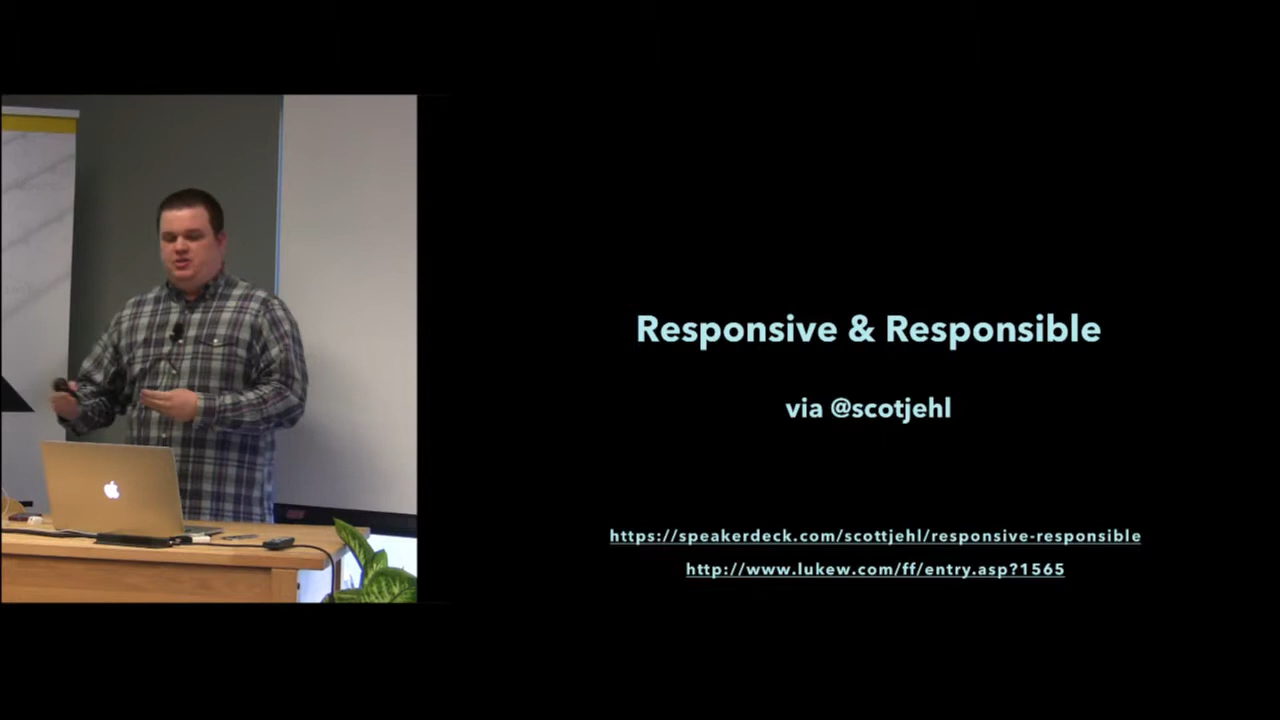 Responsive & Responsible
via @scotjehl
https://speakerdeck.com/scottjehl/responsive-responsible
http://www.lukew.com/ff/entry.asp?1565